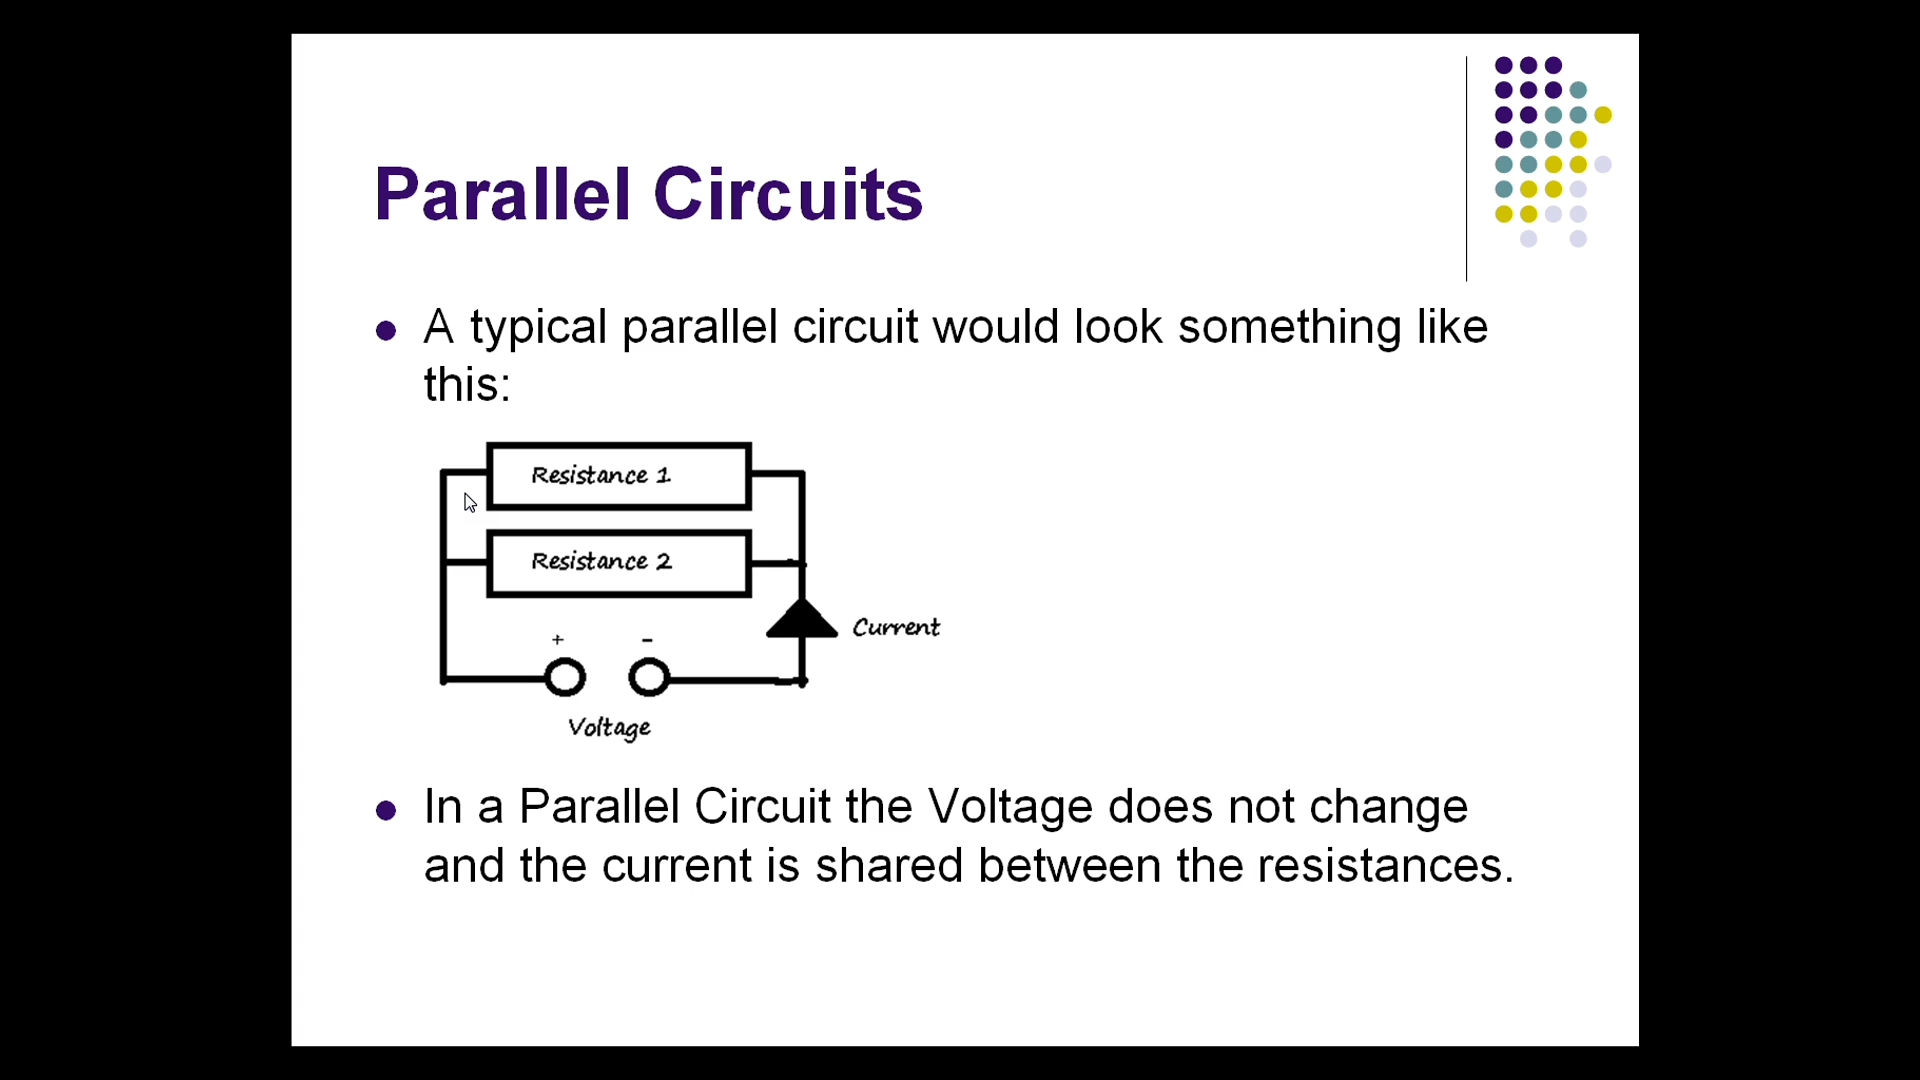 Parallel Circuits
A typical parallel circuit would look something like
this:
Resistance 1
Resistance 2
+ -
Current
Voltage
In a Parallel Circuit the Voltage does not change
and the current is shared between the resistances.